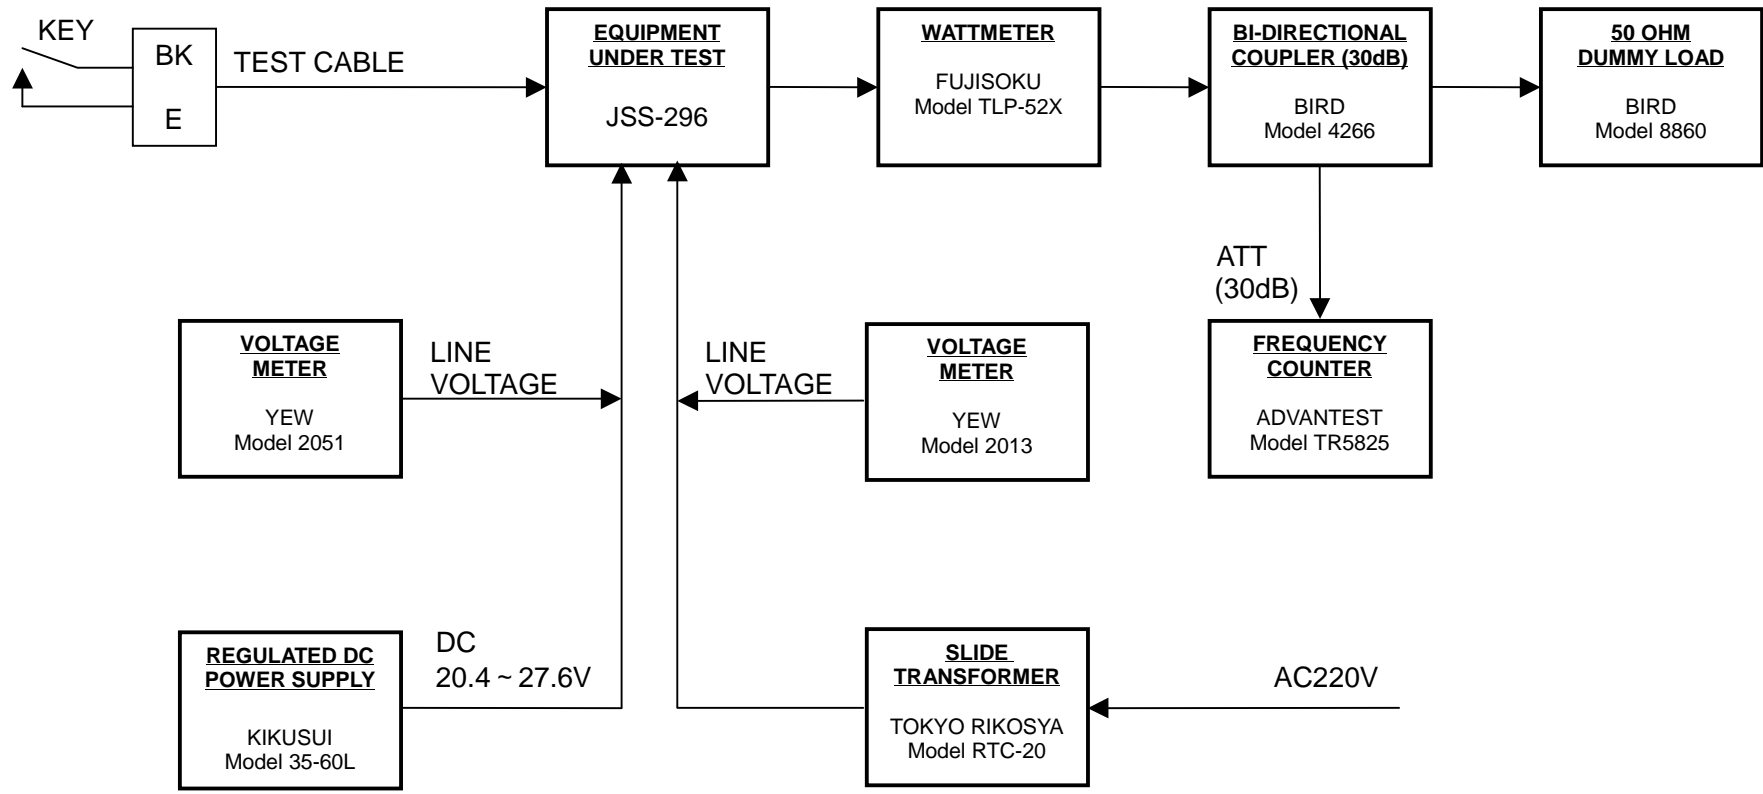 KEY
BK
E
TEST CABLE
EQUIPMENT
UNDER TEST
JSS-296
WATTMETER
FUJISOKU
Model TLP-52X
BI-DIRECTIONAL
COUPLER (30dB)
BIRD
Model 4266
50 OHM
DUMMY LOAD
BIRD
Model 8860
ATT
(30dB)
VOLTAGE
METER
YEW
Model 2051
LINE
VOLTAGE
LINE
VOLTAGE
VOLTAGE
METER
YEW
Model 2013
FREQUENCY
COUNTER
ADVANTEST
Model TR5825
REGULATED DC
POWER SUPPLY
KIKUSUI
Model 35-60L
DC
20.4 ~ 27.6V
SLIDE
TRANSFORMER
TOKYO RIKOSYA
Model RTC-20
AC220V